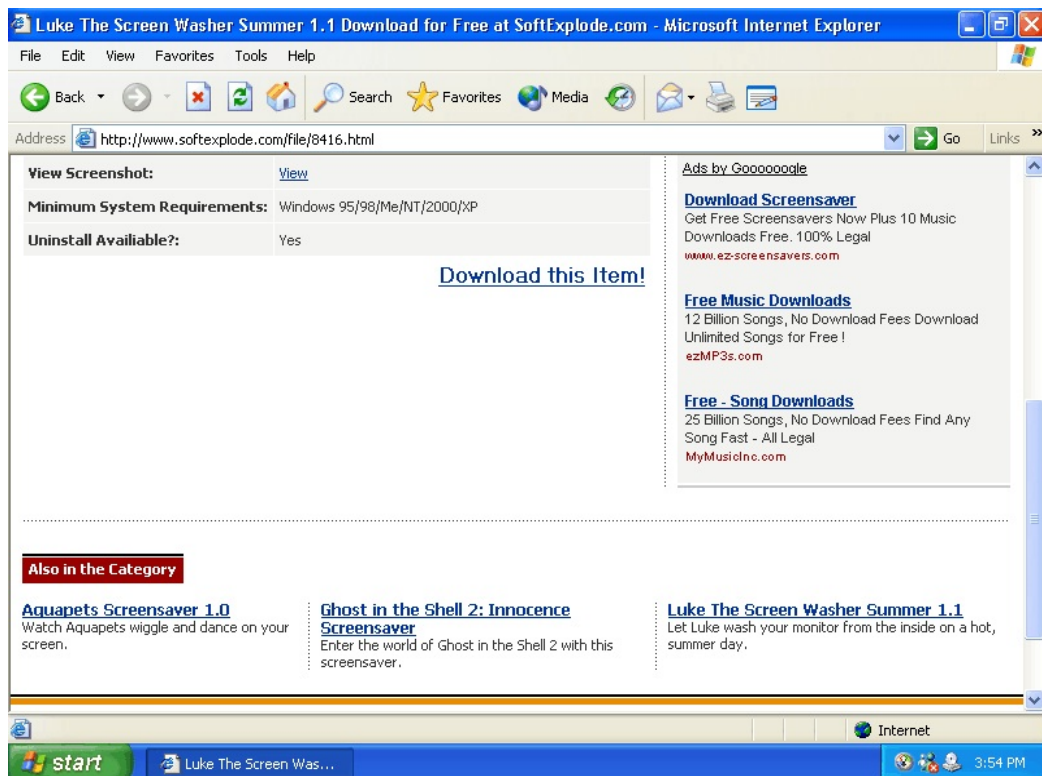 Luke The Screen Washer Summer 1.1 Download for Free at SoftExplode.com - Microsoft Internet Explorer
File Edit View Favorites Tools Help
Back Search Favorites Media
Address http://www.softexplode.com/file/8416.html Go Links »
View Screenshot: View
Minimum System Requirements: Windows 95/98/Me/NT/2000/XP
Uninstall Availiable?: Yes
Download this Item!
Ads by Goooooogle
Download Screensaver
Get Free Screensavers Now Plus 10 Music
Downloads Free. 100% Legal
www.ez-screensavers.com
Free Music Downloads
12 Billion Songs, No Download Fees Download
Unlimited Songs for Free !
ezMP3s.com
Free - Song Downloads
25 Billion Songs, No Download Fees Find Any
Song Fast - All Legal
MyMusicInc.com
Also in the Category
Aquapets Screensaver 1.0
Watch Aquapets wiggle and dance on your
screen.
Ghost in the Shell 2: Innocence
Screensaver
Enter the world of Ghost in the Shell 2 with this
screensaver.
Luke The Screen Washer Summer 1.1
Let Luke wash your monitor from the inside on a hot,
summer day.
Internet
start Luke The Screen Was... 3:54 PM